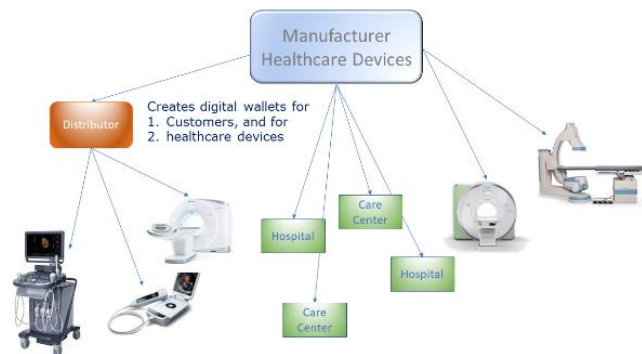 Manufacturer
Healthcare Devices
Creates digital wallets for
1. Customers, and for
2. healthcare devices
Distributor
Care
Center
Hospital
Hospital
Care
Center